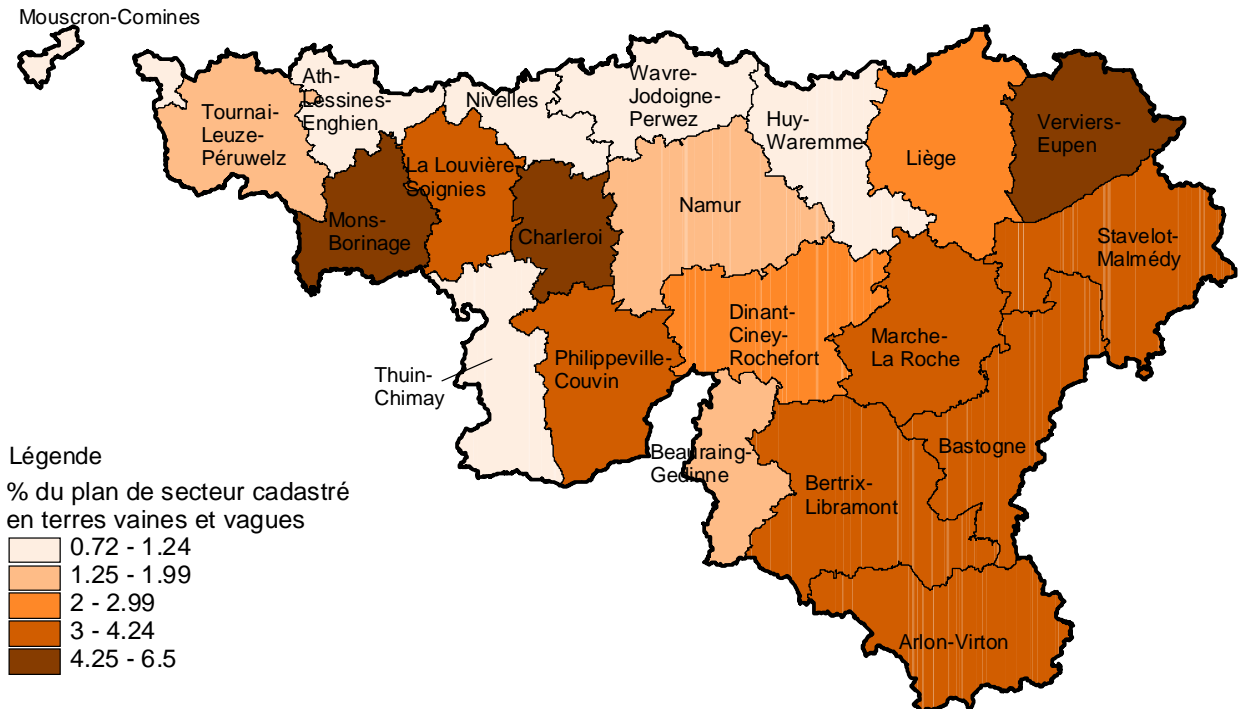 Mouscron-Comines
Tournai-
Leuze-
Péruwelz
Ath-
Lessines-
Enghien
Nivelles
Wavre-
Jodoigne-
Perwez
Huy-
Waremme
Liège
Verviers-
Eupen
Mons-
Borinage
La Louvière-
Soignies
Charleroi
Namur
Stavelot-
Malmédy
Thuin-
Chimay
Philippeville-
Couvin
Dinant-
Ciney-
Rochefort
Marche-
La Roche
Beauraing-
Gedinne
Bertrix-
Libramont
Bastogne
Arlon-Virton
Légende
% du plan de secteur cadastré
en terres vaines et vagues
0.72 - 1.24
1.25 - 1.99
2 - 2.99
3 - 4.24
4.25 - 6.5